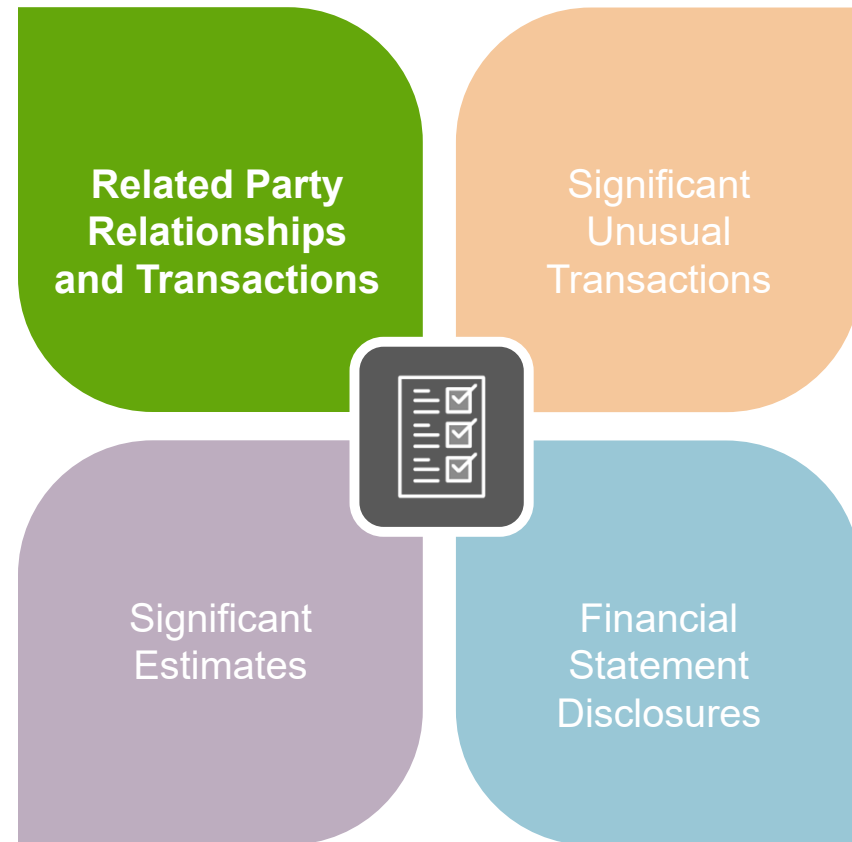 Related Party
Relationships
and Transactions
Significant
Unusual
Transactions
Significant
Estimates
Financial
Statement
Disclosures